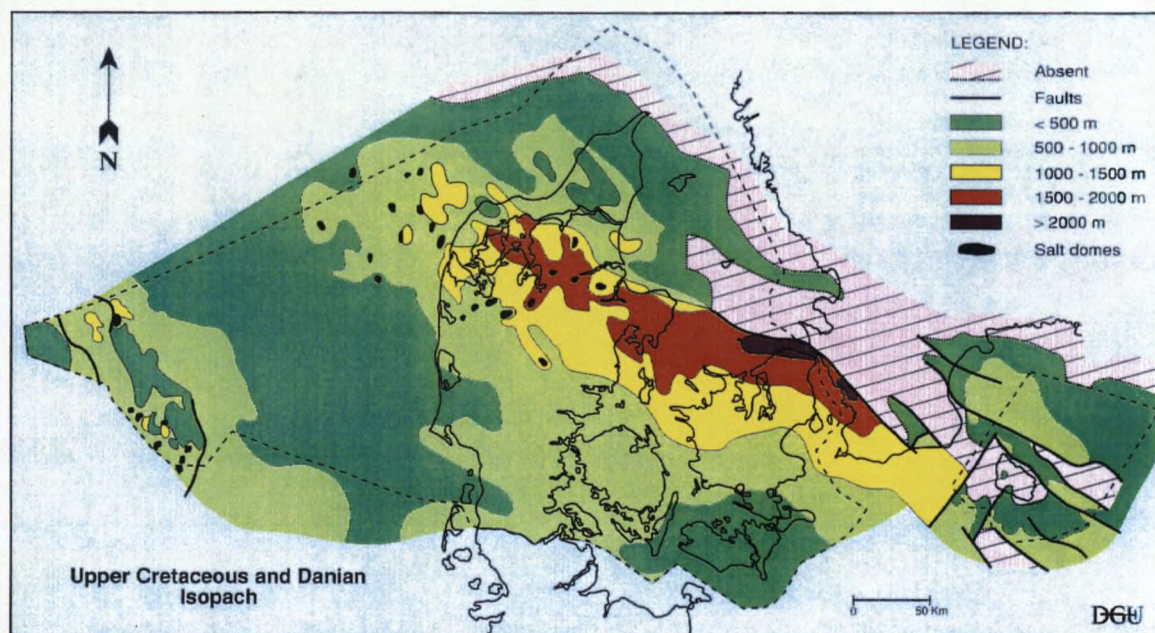 LEGEND:
Absent
Faults
< 500 m
500 - 1000 m
1000 - 1500 m
1500 - 2000 m
> 2000 m
Salt domes
N
Upper Cretaceous and Danian
Isopach
0 50 Km
DGU